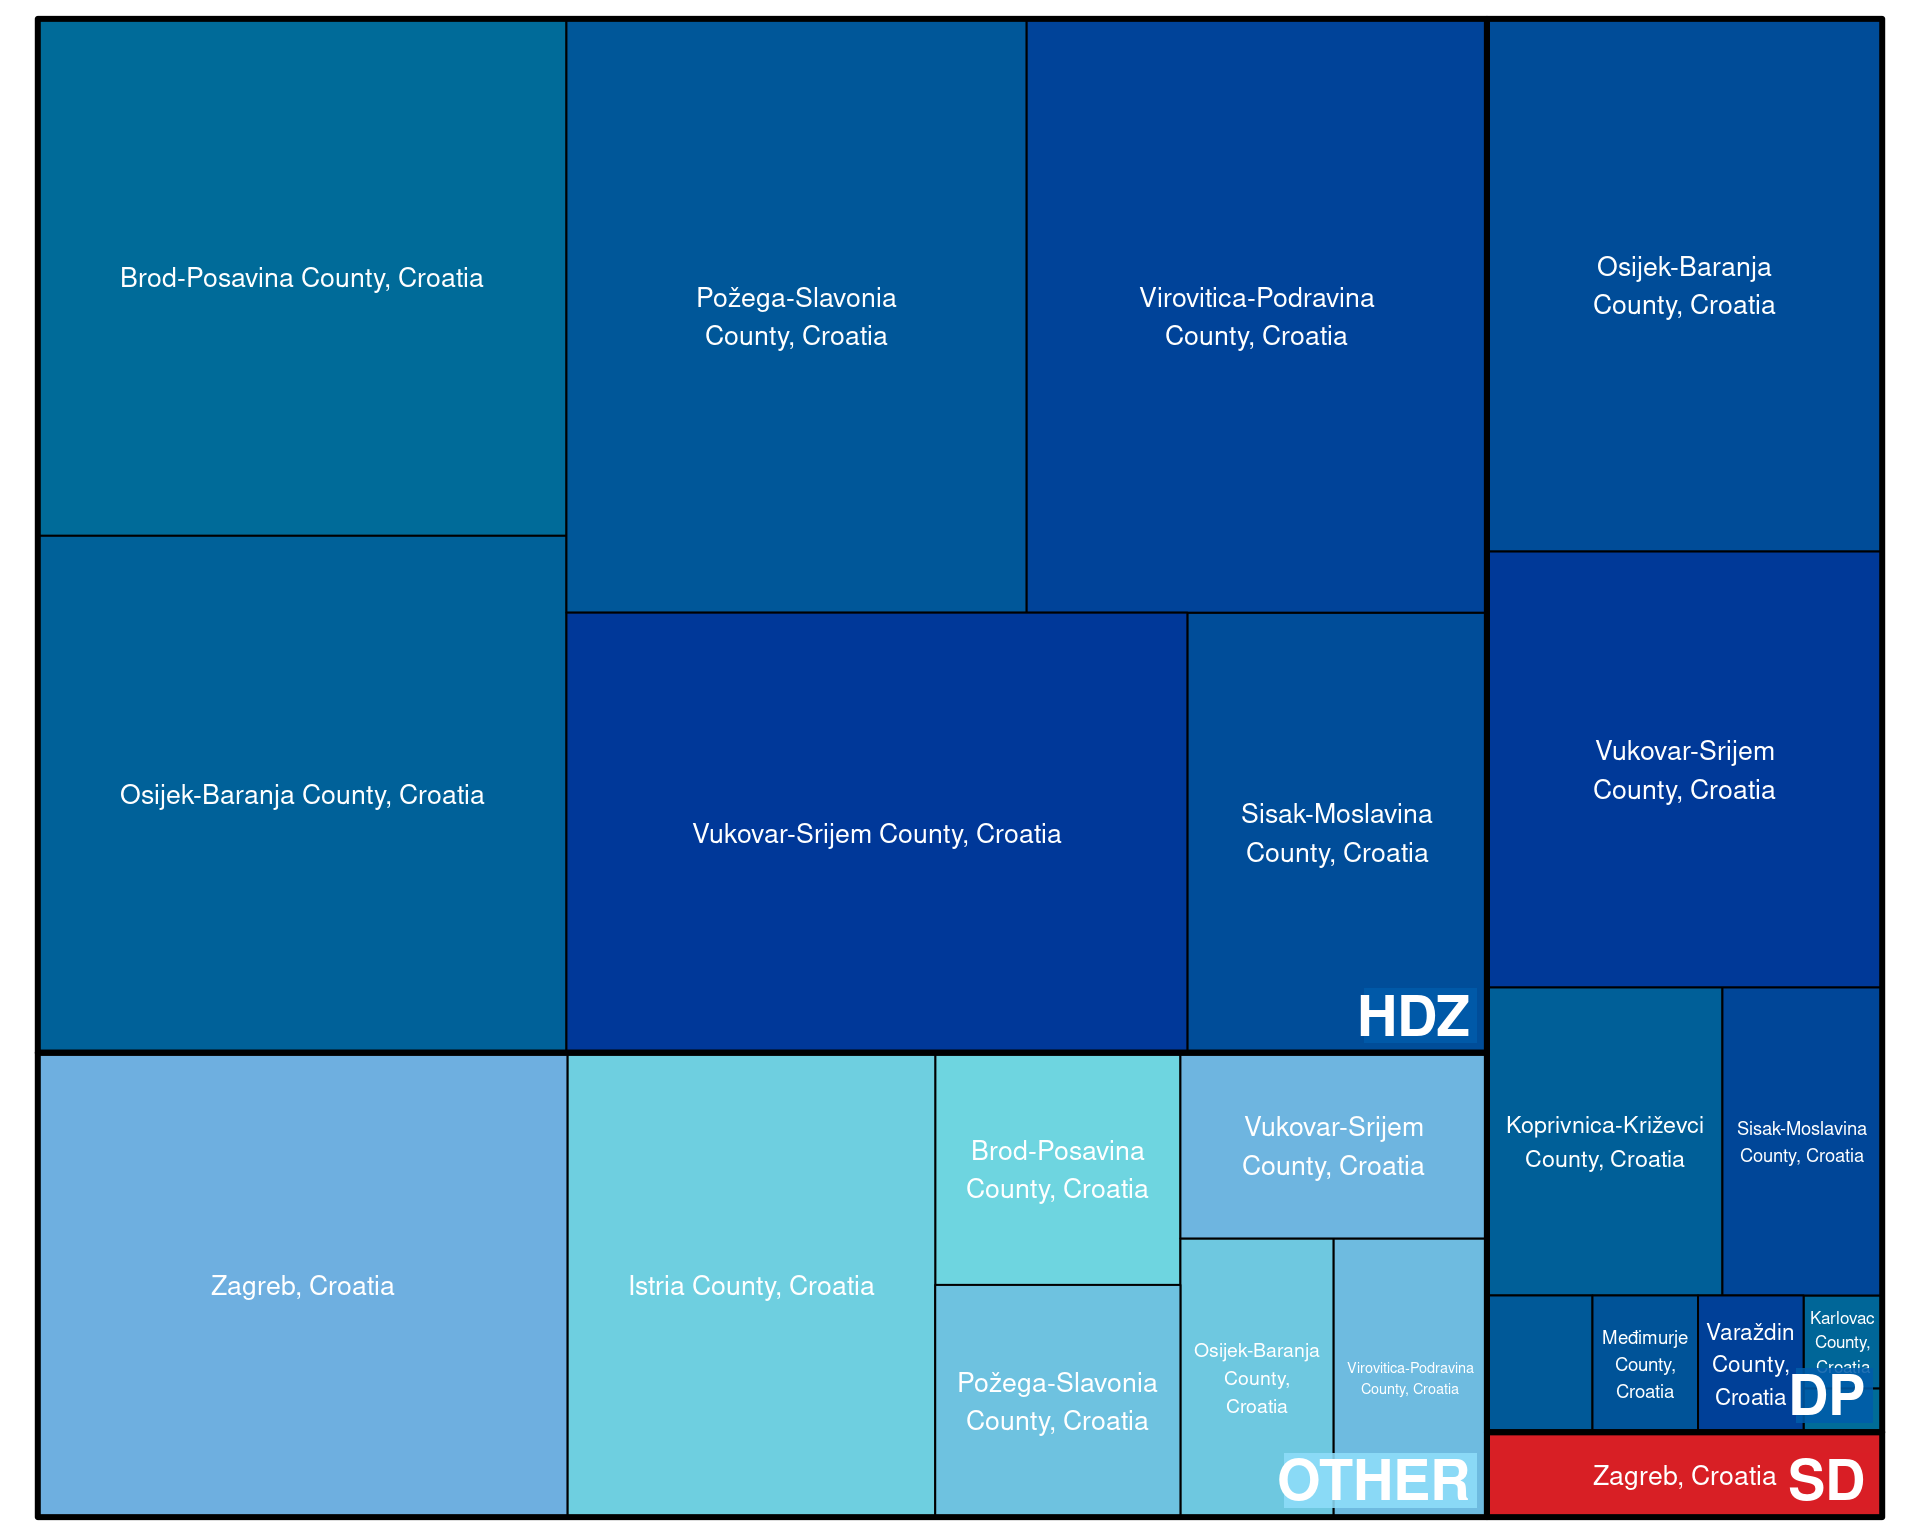 Brod-Posavina County, Croatia
Požega-Slavonia
County, Croatia
Virovitica-Podravina
County, Croatia
Osijek-Baranja
County, Croatia
Osijek-Baranja County, Croatia
Vukovar-Srijem County, Croatia
Sisak-Moslavina
County, Croatia
HDZ
Vukovar-Srijem
County, Croatia
Koprivnica-Križevci
County, Croatia
Sisak-Moslavina
County, Croatia
Međimurje
County,
Croatia
Varaždin
County,
Croatia
Karlovac
County,
Croatia
DP
Zagreb, Croatia
Istria County, Croatia
Brod-Posavina
County, Croatia
Požega-Slavonia
County, Croatia
Vukovar-Srijem
County, Croatia
Osijek-Baranja
County,
Croatia
Virovitica-Podravina
County, Croatia
OTHER
Zagreb, Croatia
SD